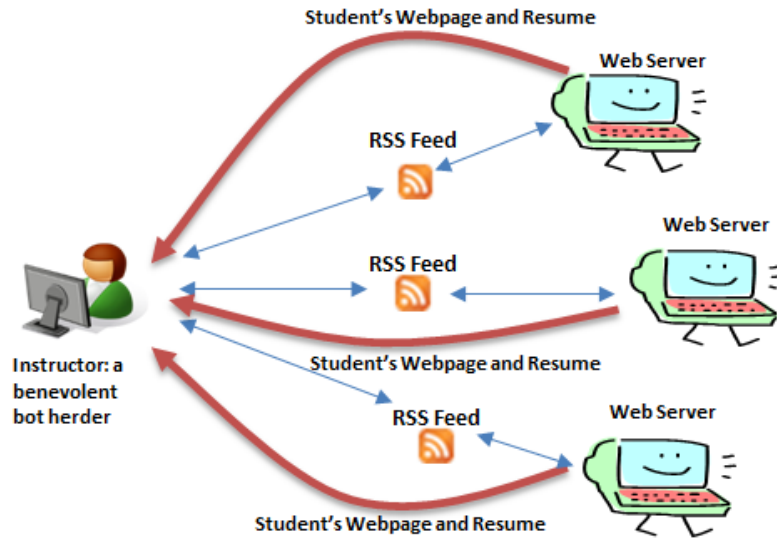 Student's Webpage and Resume
Web Server
RSS Feed
Web Server
RSS Feed
Instructor: a
benevolent
bot herder
Student's Webpage and Resume
RSS Feed
Web Server
Student's Webpage and Resume